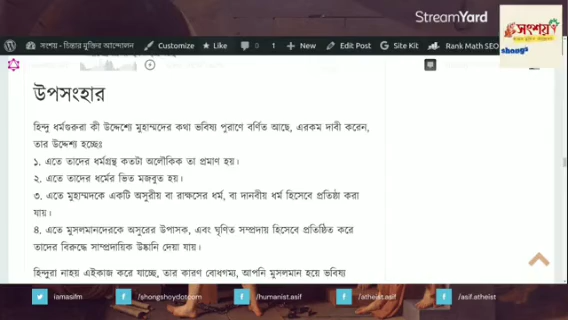 StreamYard
সংশয়
shongs
সংশয় - চিন্তার মুক্তির আন্দোলন Customize Like 0 1 New Edit Post Site Kit Rank Math SEO
উপসংহার
হিন্দু ধর্মগুরুরা কী উদ্দেশ্যে মুহাম্মদের কথা ভবিষ্য পুরাণে বর্ণিত আছে, এরকম দাবী করেন,
তার উদ্দেশ্য হচ্ছেঃ
১. এতে তাদের ধর্মগ্রন্থ কতটা অলৌকিক তা প্রমাণ হয়।
২. এতে তাদের ধর্মের ভিত মজবুত হয়।
৩. এতে মুহাম্মদকে একটি অসুরীয় বা রাক্ষসের ধর্ম, বা দানবীয় ধর্ম হিসেবে প্রতিষ্ঠা করা
যায়।
৪. এতে মুসলমানদেরকে অসুরের উপাসক, এবং ঘৃণিত সম্প্রদায় হিসেবে প্রতিষ্ঠিত করে
তাদের বিরুদ্ধে সাম্প্রদায়িক উষ্কানি দেয়া যায়।
হিন্দুরা নাহয় এইকাজ করে যাচ্ছে, তার কারণ বোধগম্য, আপনি মুসলমান হয়ে ভবিষ্য
/iamasifm /shongshoydotcom /humanist.asif /atheist.asif /asif.atheist